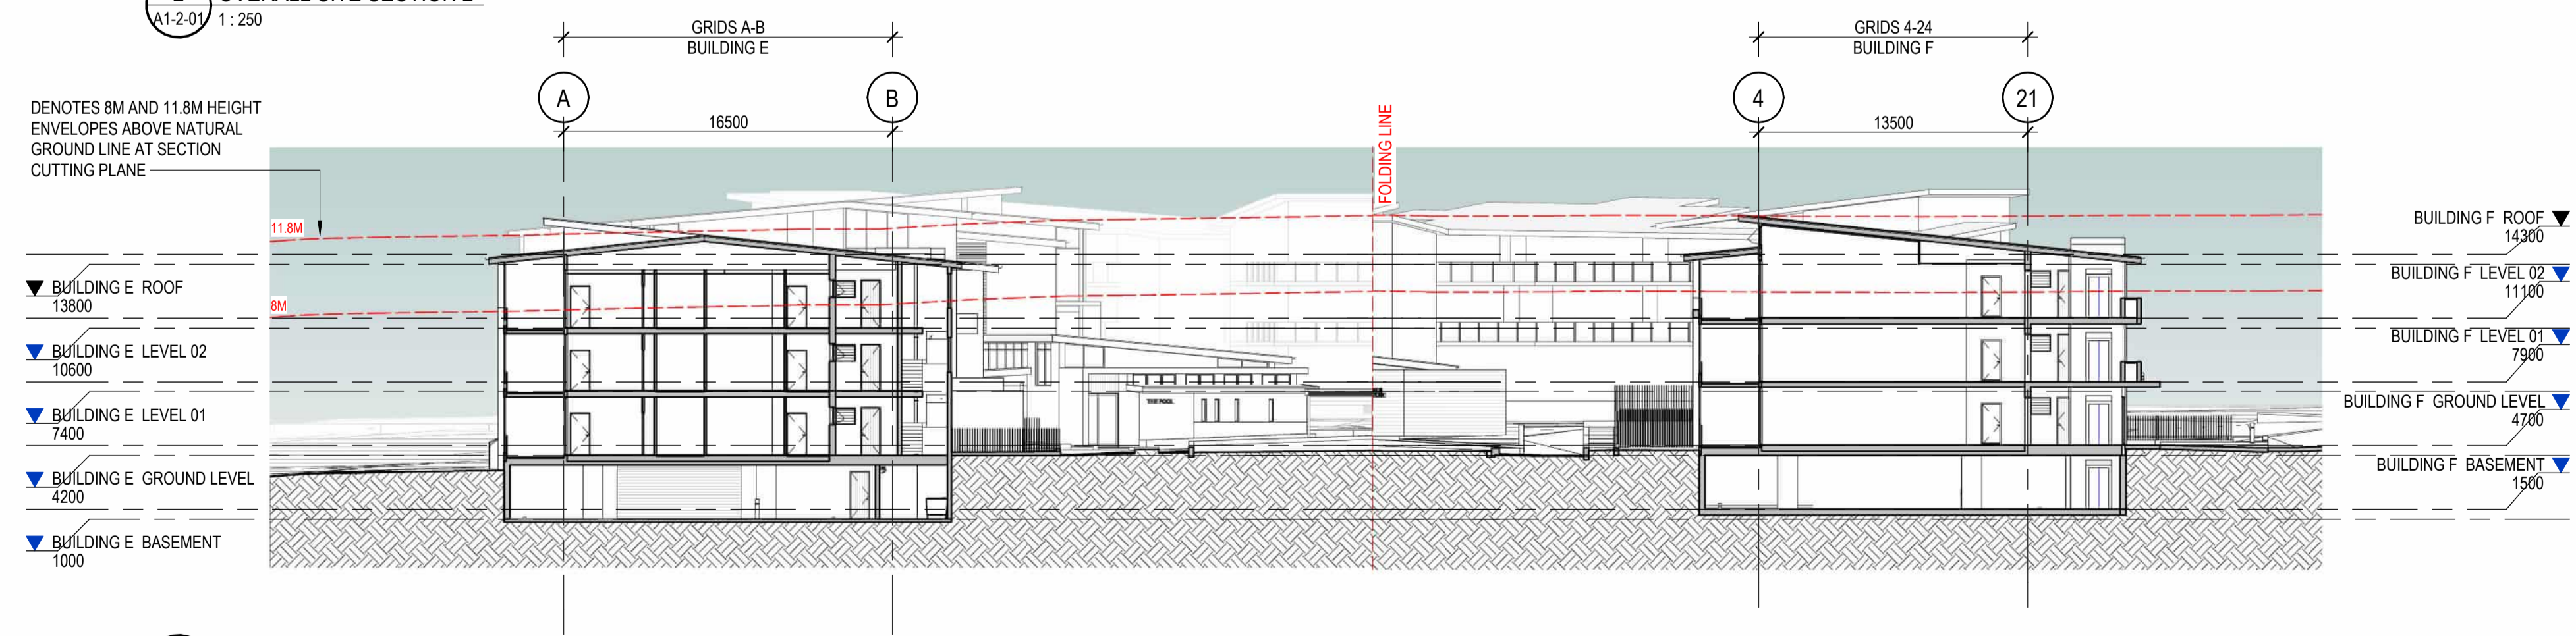 A1-2-01
1 : 250
GRIDS A-B
BUILDING E
GRIDS 4-24
BUILDING F
A
B
4
21
16500
13500
DENOTES 8M AND 11.8M HEIGHT
ENVELOPES ABOVE NATURAL
GROUND LINE AT SECTION
CUTTING PLANE
FOLDING LINE
11.8M
8M
BUILDING E ROOF
13800
BUILDING E LEVEL 02
10600
BUILDING E LEVEL 01
7400
BUILDING E GROUND LEVEL
4200
BUILDING E BASEMENT
1000
THE POOL
BUILDING F ROOF
14300
BUILDING F LEVEL 02
11100
BUILDING F LEVEL 01
7900
BUILDING F GROUND LEVEL
4700
BUILDING F BASEMENT
1500